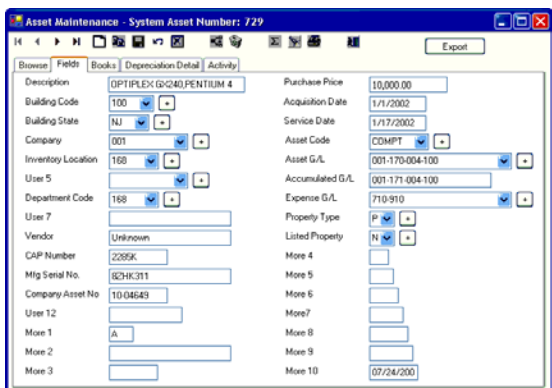 Asset Maintenance - System Asset Number: 729
Export
Browse Fields Books Depreciation Detail Activity
Description OPTIPLEX GX240,PENTIUM 4 Purchase Price 10,000.00
Building Code 100 + Acquisition Date 1/1/2002
Building State NJ + Service Date 1/17/2002
Company 001 + Asset Code COMPT +
Inventory Location 168 + Asset G/L 001-170-004-100 +
User 5 + Accumulated G/L 001-171-004-100
Department Code 168 + Expense G/L 710-910 +
User 7 Property Type P +
Vendor Unknown Listed Property N +
CAP Number 2285K More 4
Mfg Serial No. 8ZHK311 More 5
Company Asset No 10-04649 More 6
User 12 More7
More 1 A More 8
More 2 More 9
More 3 More 10 07/24/200